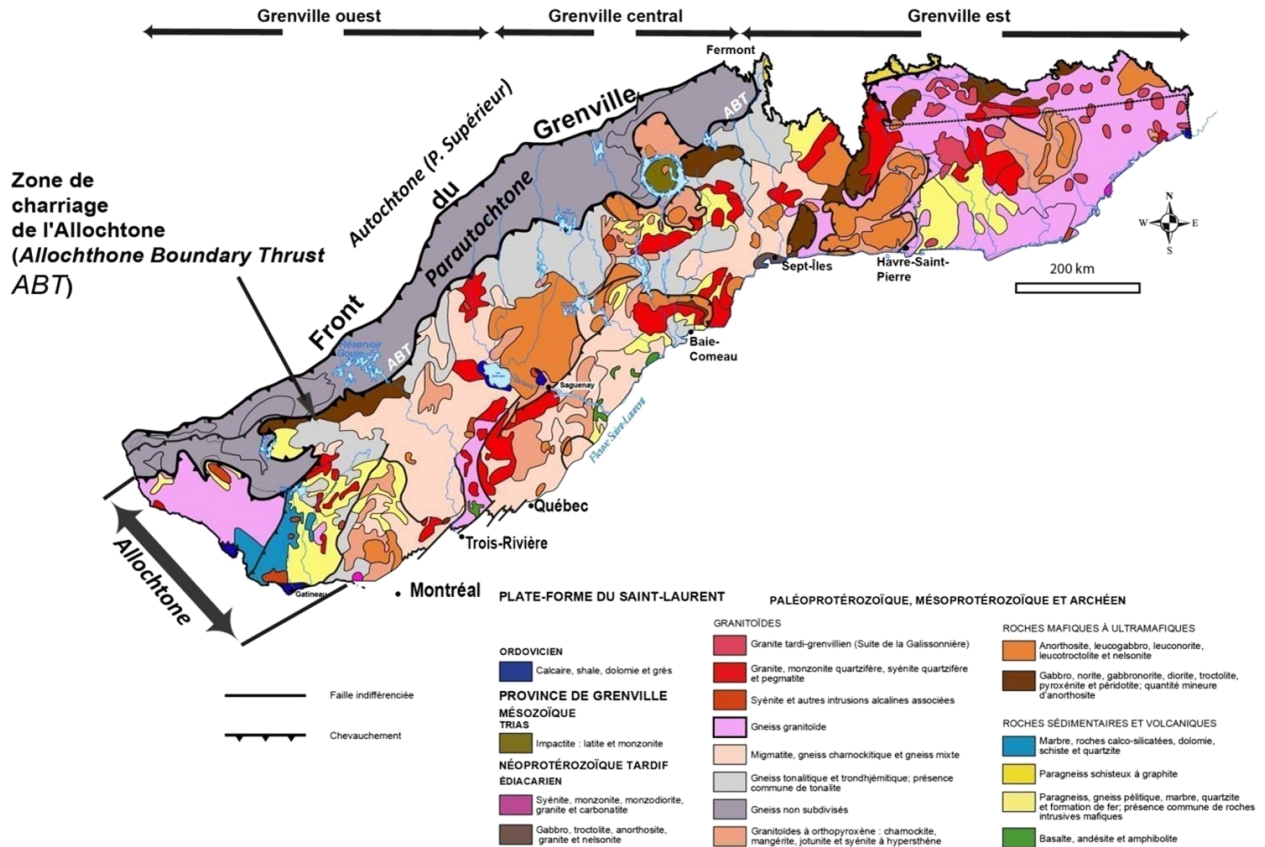 Grenville ouest
Grenville central
Grenville est
Fermont
Autochtone (P. Supérieur)
Front du Grenville
Parautochtone
ABT
ABT
Zone de
charriage
de l'Allochtone
(Allochthone Boundary Thrust
ABT)
N
W
E
S
200 km
Sept-Îles
Hâvre-Saint-
Pierre
Réservoir
Gouin
Baie-
Comeau
Saguenay
Fleuve Saint-Laurent
Québec
Trois-Rivière
Montréal
Gatineau
Allochtone
Faille indifférenciée
Chevauchement
PLATE-FORME DU SAINT-LAURENT
ORDOVICIEN
Calcaire, shale, dolomie et grès
PROVINCE DE GRENVILLE
MÉSOZOÏQUE
TRIAS
Impactite : latite et monzonite
NÉOPROTÉROZOÏQUE TARDIF
ÉDIACARIEN
Syénite, monzonite, monzodiorite,
granite et carbonatite
Gabbro, troctolite, anorthosite,
granite et nelsonite
PALÉOPROTÉROZOÏQUE, MÉSOPROTÉROZOÏQUE ET ARCHÉEN
GRANITOÏDES
Granite tardi-grenvillien (Suite de la Galissonnière)
Granite, monzonite quartzifère, syénite quartzifère
et pegmatite
Syénite et autres intrusions alcalines associées
Gneiss granitoïde
Migmatite, gneiss charnockitique et gneiss mixte
Gneiss tonalitique et trondhjémitique; présence
commune de tonalite
Gneiss non subdivisés
Granitoïdes à orthopyroxène : charnockite,
mangérite, jotunite et syénite à hypersthène
ROCHES MAFIQUES À ULTRAMAFIQUES
Anorthosite, leucogabbro, leuconorite,
leucotroctolite et nelsonite
Gabbro, norite, gabbronorite, diorite, troctolite,
pyroxénite et péridotite; quantité mineure
d'anorthosite
ROCHES SÉDIMENTAIRES ET VOLCANIQUES
Marbre, roches calco-silicatées, dolomie,
schiste et quartzite
Paragneiss schisteux à graphite
Paragneiss, gneiss pélitique, marbre, quartzite
et formation de fer; présence commune de roches
intrusives mafiques
Basalte, andésite et amphibolite